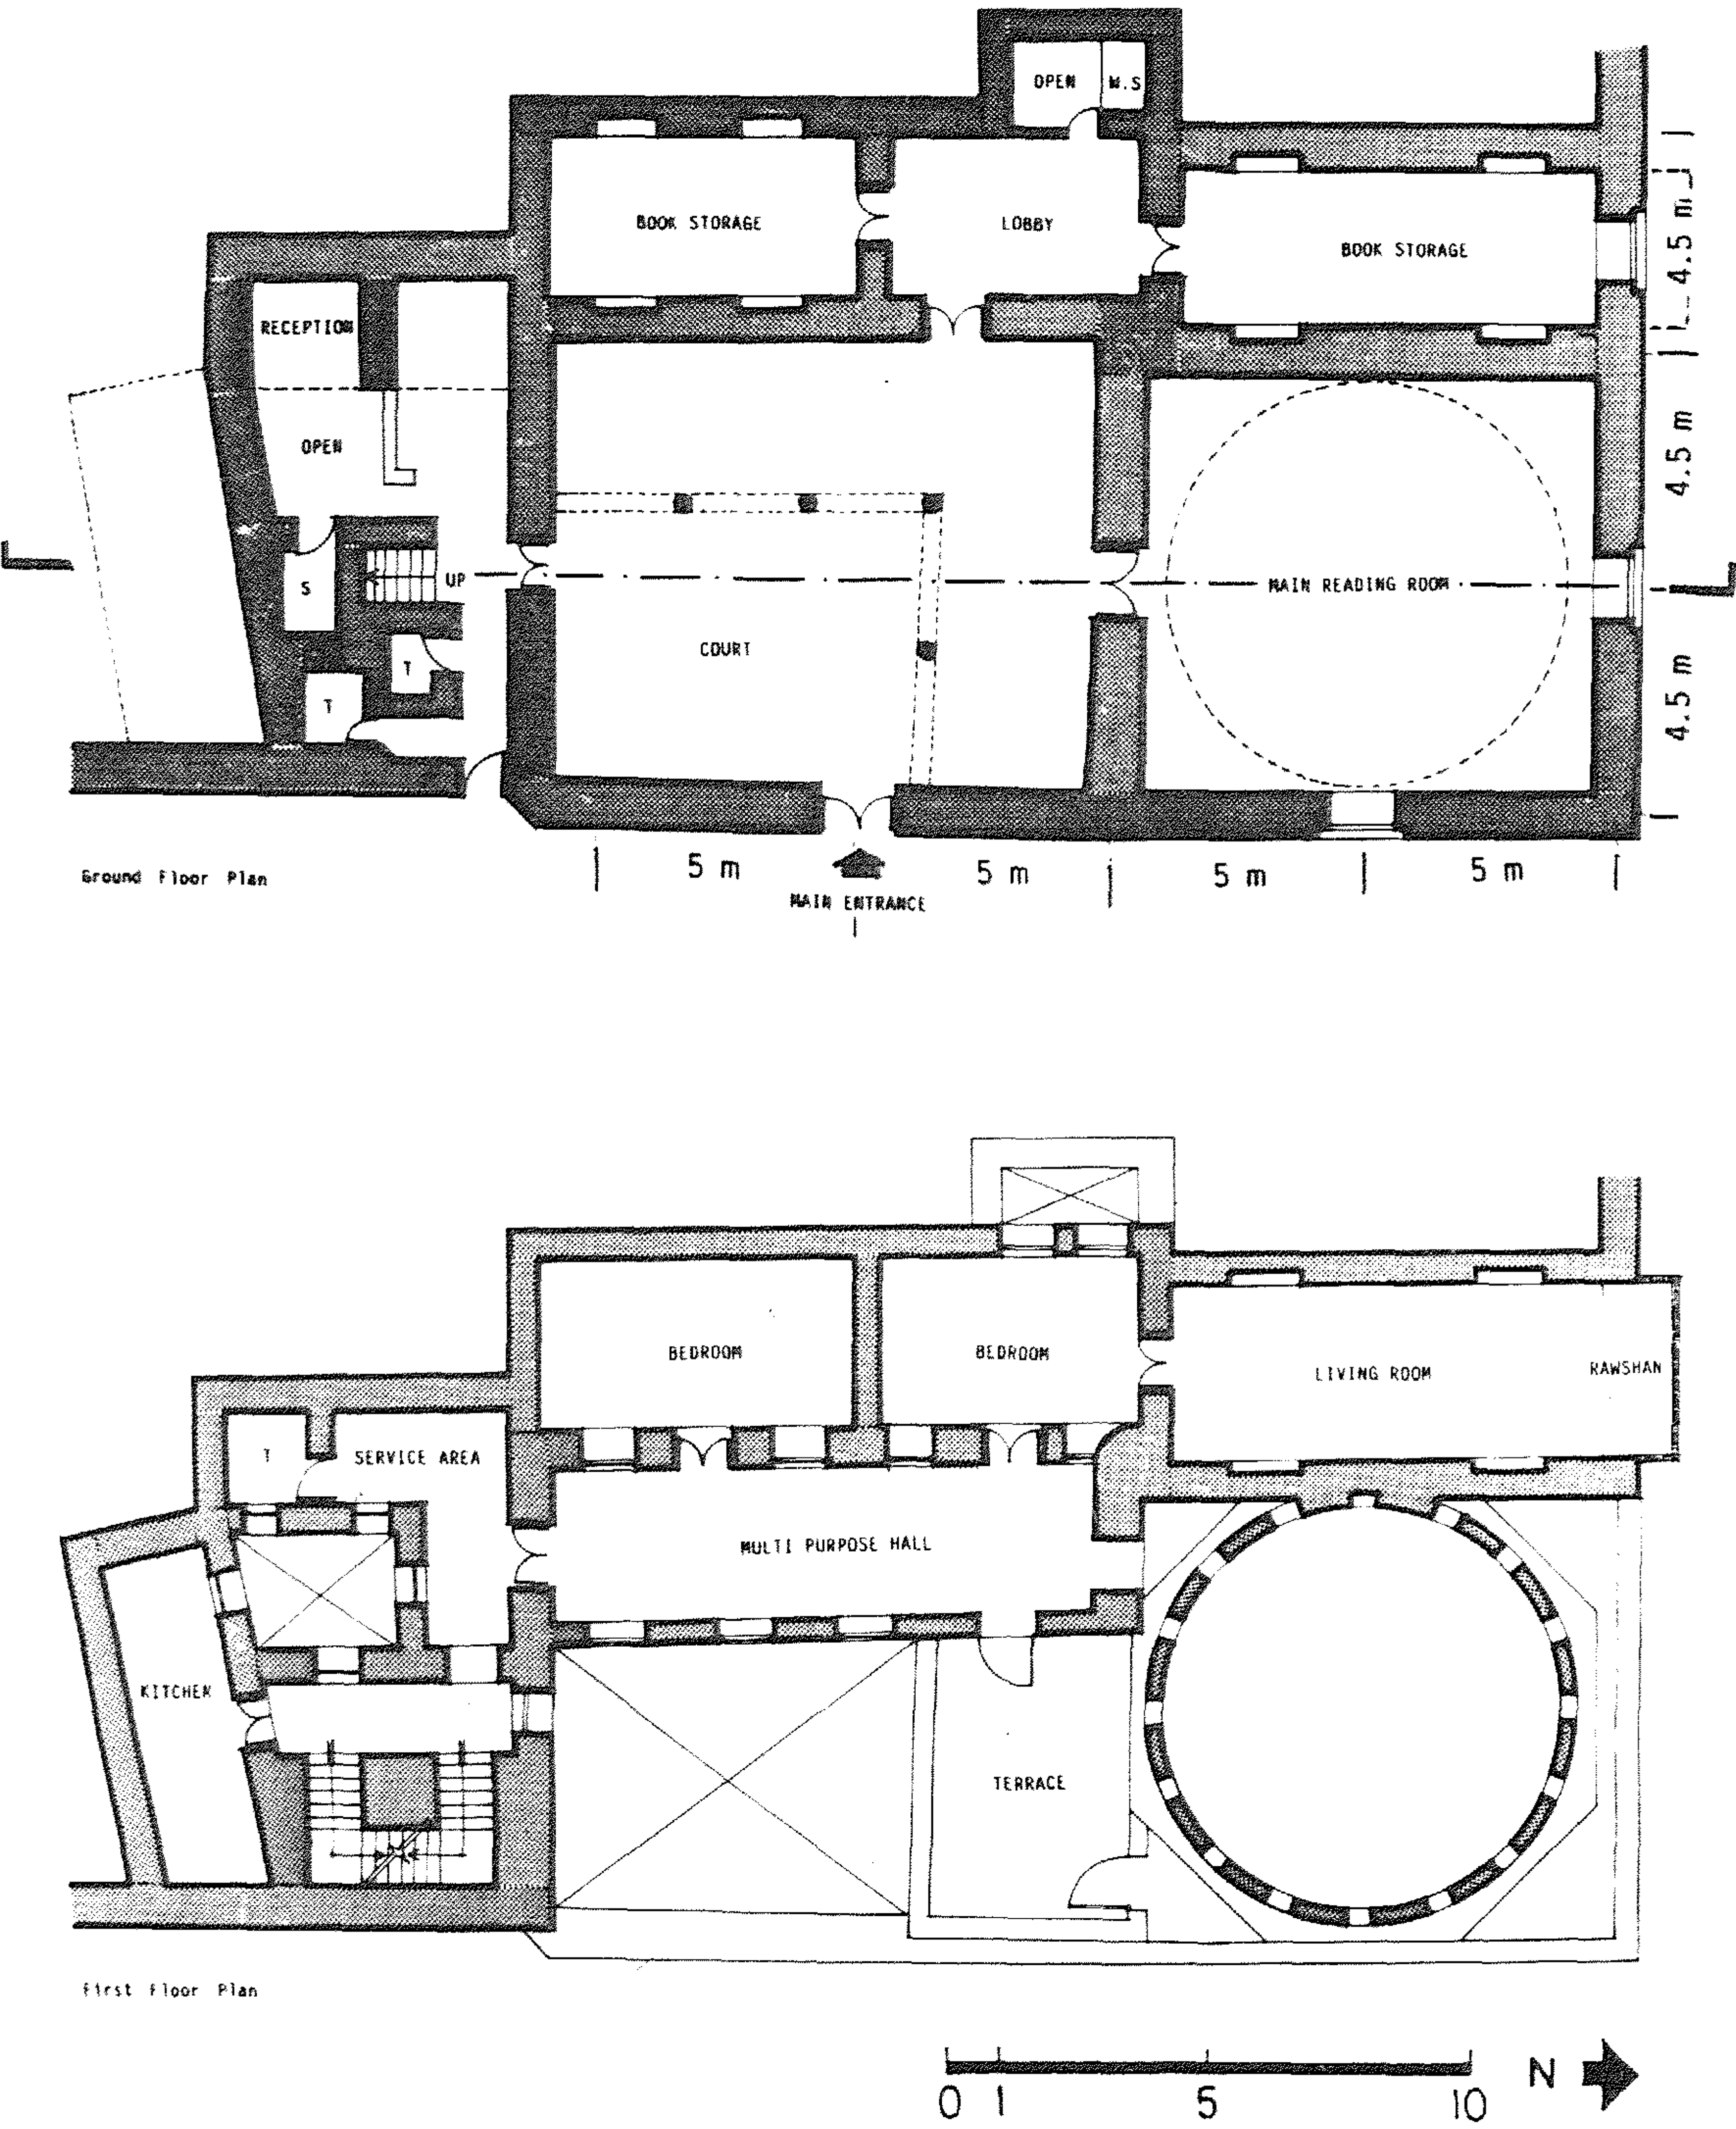 OPEN W.S
BOOK STORAGE
LOBBY
BOOK STORAGE
4.5 m
RECEPTION
OPEN
4.5 m
UP
MAIN READING ROOM
S
COURT
T
T
4.5 m
5 m
5 m
5 m
5 m
Ground Floor Plan
MAIN ENTRANCE
BEDROOM
BEDROOM
LIVING ROOM
RAWSHAN
T
SERVICE AREA
MULTI PURPOSE HALL
KITCHEN
TERRACE
First Floor Plan
0 1 5 10
N